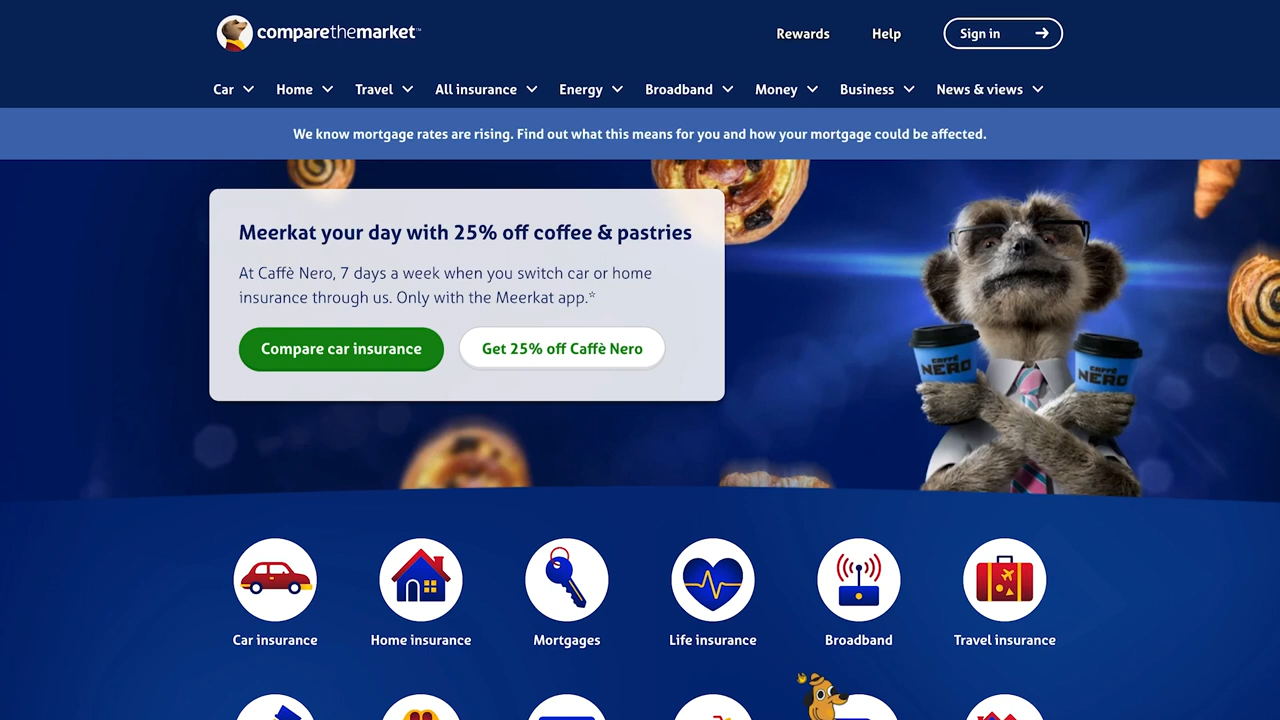 comparethemarket™
Rewards
Help
Sign in
Car
Home
Travel
All insurance
Energy
Broadband
Money
Business
News & views
We know mortgage rates are rising. Find out what this means for you and how your mortgage could be affected.
Meerkat your day with 25% off coffee & pastries
At Caffè Nero, 7 days a week when you switch car or home
insurance through us. Only with the Meerkat app.☆
Compare car insurance
Get 25% off Caffè Nero
CAFFÈ
NERO
CAFFÈ
NERO
Car insurance
Home insurance
Mortgages
Life insurance
Broadband
Travel insurance